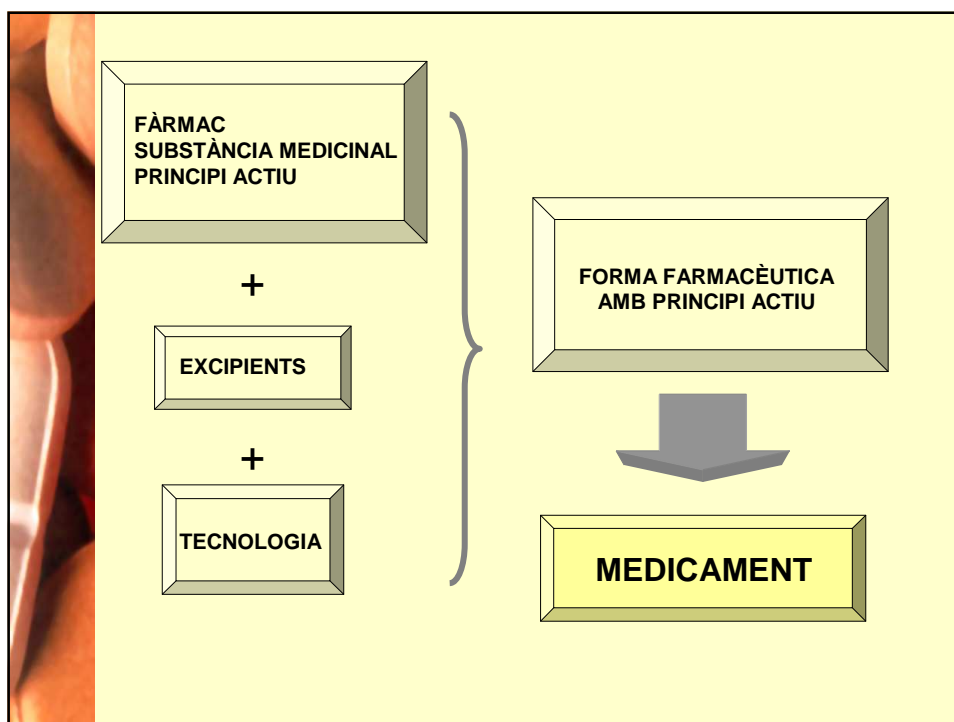 FÀRMAC
SUBSTÀNCIA MEDICINAL
PRINCIPI ACTIU
+
EXCIPIENTS
+
TECNOLOGIA
FORMA FARMACÈUTICA
AMB PRINCIPI ACTIU
MEDICAMENT